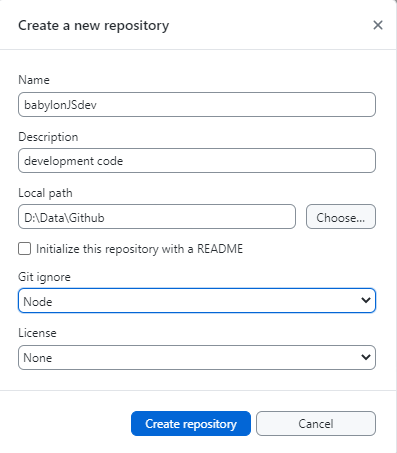 Create a new repository
Name
babylonJSdev
Description
development code
Local path
D:\Data\Github
Choose...
Initialize this repository with a README
Git ignore
Node
License
None
Create repository
Cancel